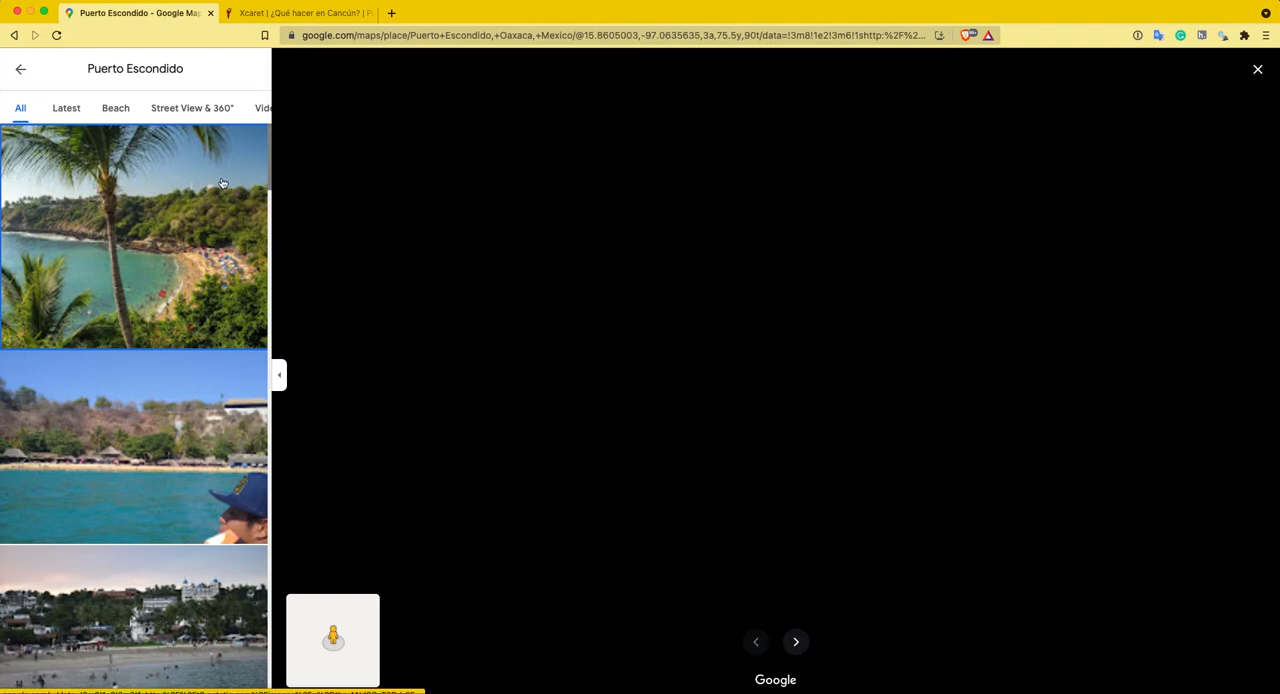 Puerto Escondido - Google Map
Xcaret | ¿Qué hacer en Cancún? | P
google.com/maps/place/Puerto+Escondido,+Oaxaca,+Mexico/@15.8605003,-97.0635635,3a,75.5y,90t/data=!3m8!1e2!3m6!1shttp:%2F%2...
Puerto Escondido
All Latest Beach Street View & 360° Vide
Google